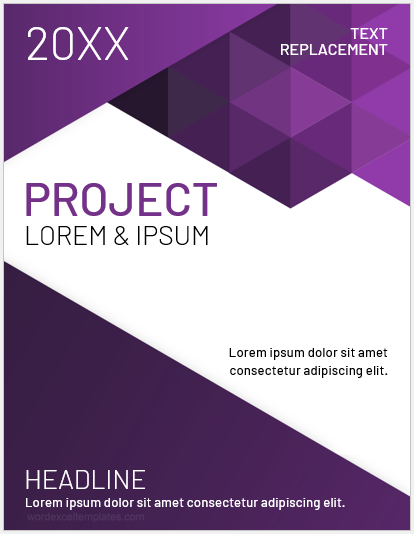 20XX
TEXT
REPLACEMENT
PROJECT
LOREM & IPSUM
Lorem ipsum dolor sit amet
consectetur adipiscing elit.
HEADLINE
Lorem ipsum dolor sit amet consectetur adipiscing elit.
wordexceltemplates.com